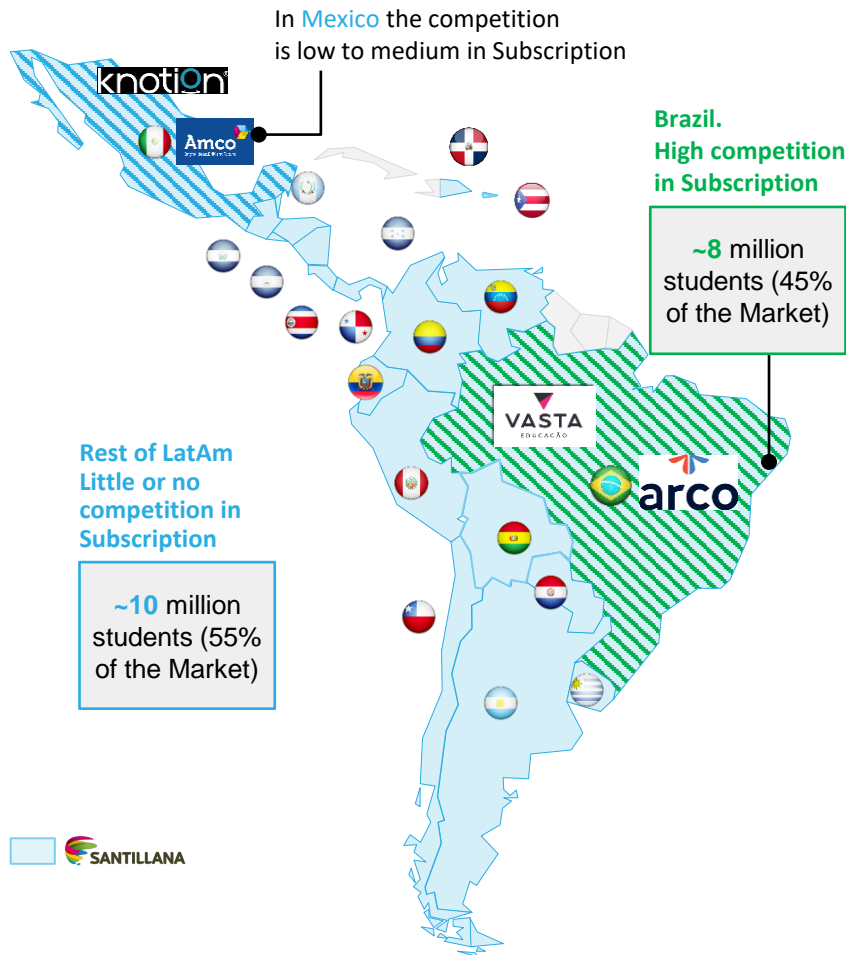 In Mexico the competition
is low to medium in Subscription
knotion
Amco
Brazil.
High competition
in Subscription
~8 million
students (45%
of the Market)
VASTA
EDUCAÇÃO
arco
Rest of LatAm
Little or no
competition in
Subscription
~10 million
students (55%
of the Market)
SANTILLANA